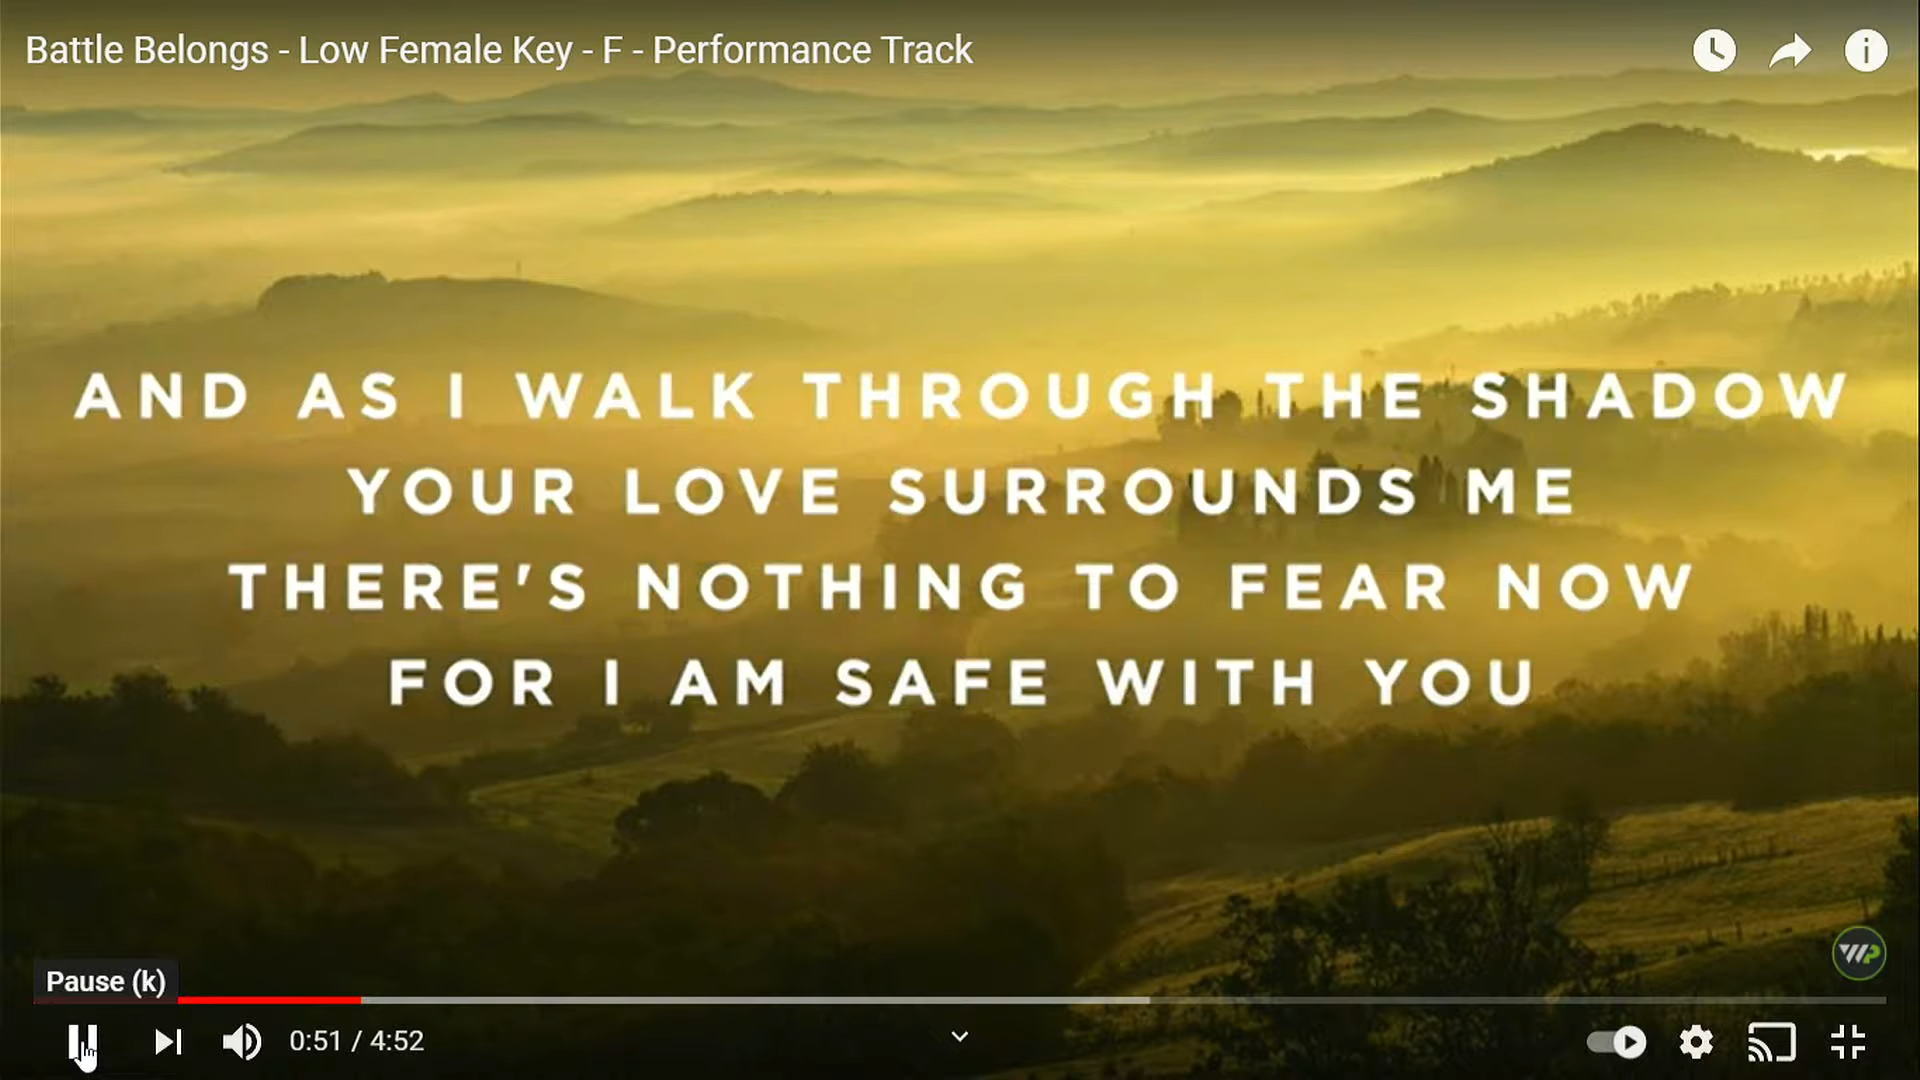 Battle Belongs - Low Female Key - F - Performance Track
AND AS I WALK THROUGH THE SHADOW
YOUR LOVE SURROUNDS ME
THERE'S NOTHING TO FEAR NOW
FOR I AM SAFE WITH YOU
WP
Pause (k)
0:51 / 4:52